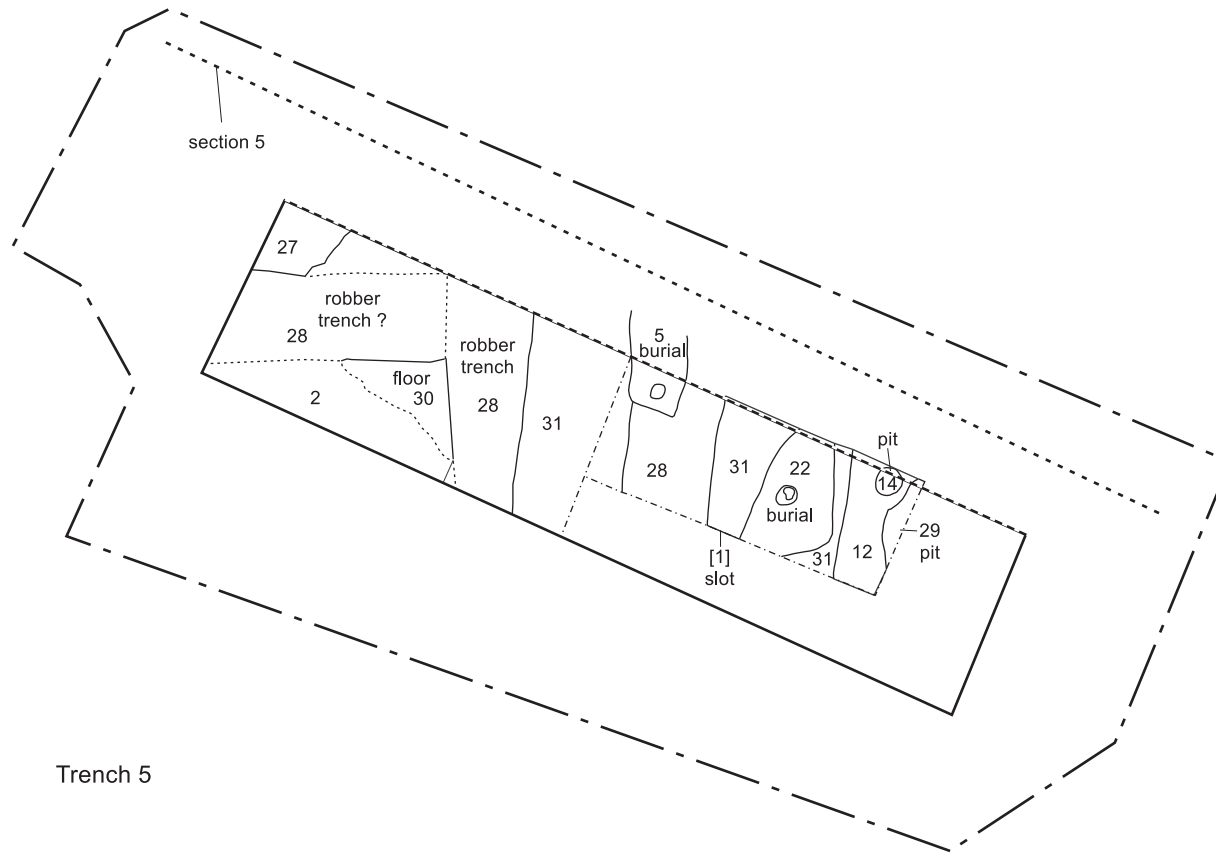 section 5
27
robber
trench ?
28
2
floor
30
robber
trench
28
31
5
burial
28
31
22
burial
31
12
pit
14
29
pit
[1]
slot
Trench 5